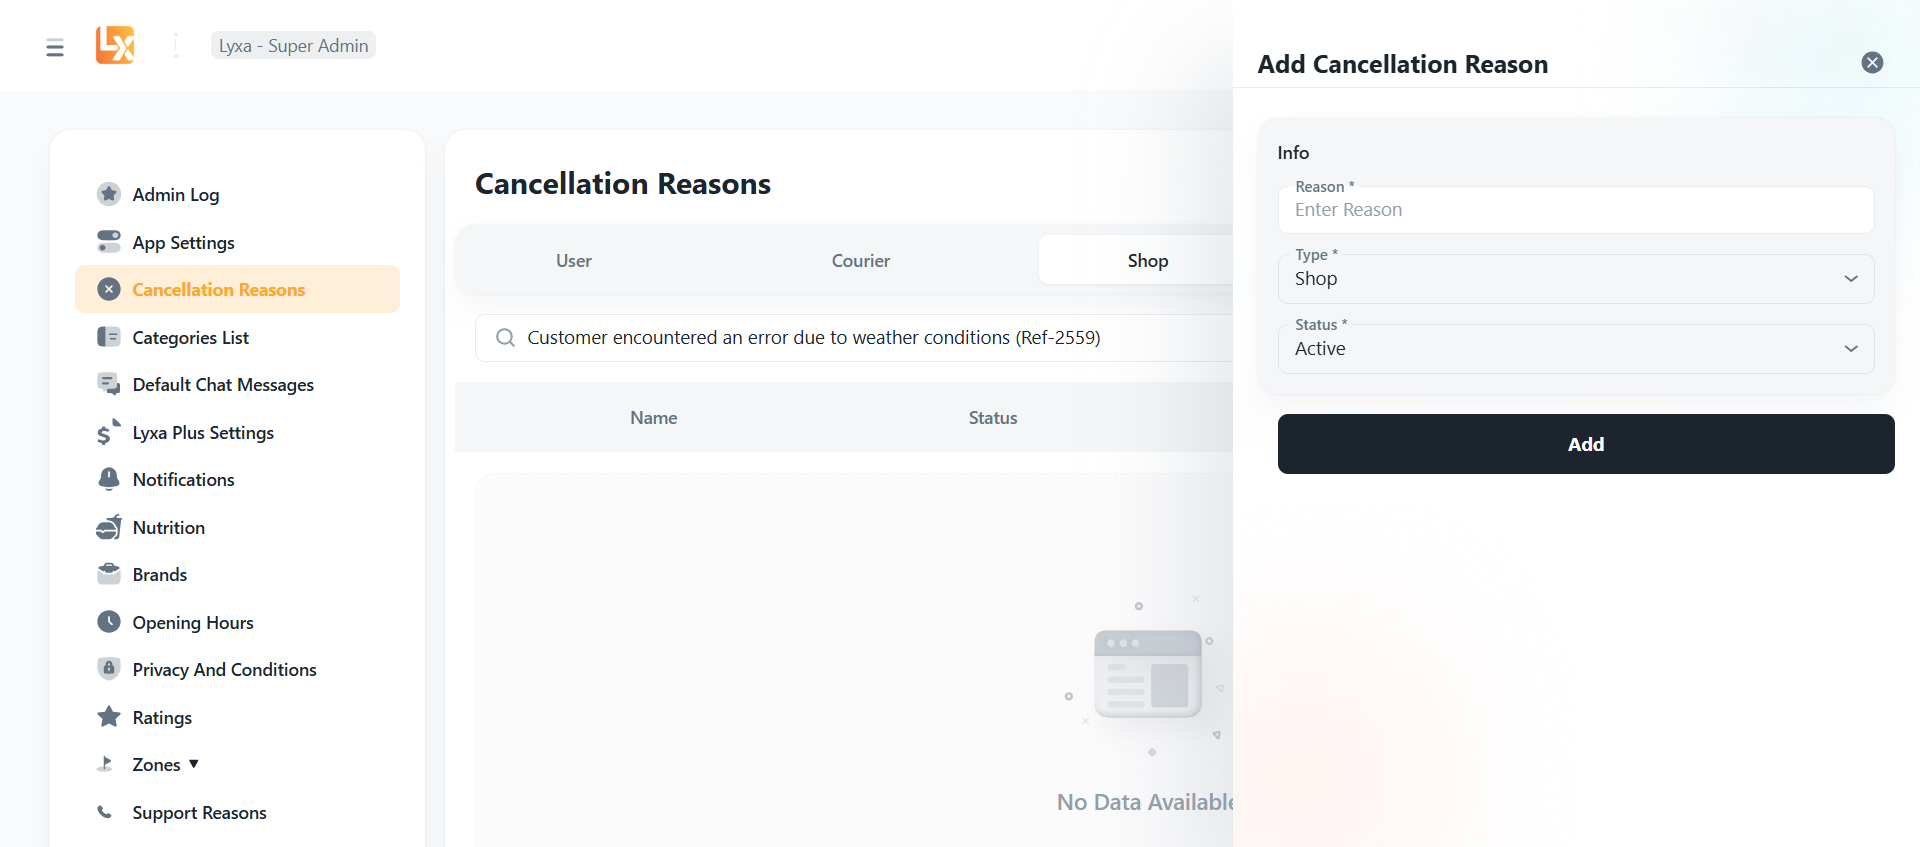 Lx
Lyxa - Super Admin
Admin Log
App Settings
Cancellation Reasons
Categories List
Default Chat Messages
Lyxa Plus Settings
Notifications
Nutrition
Brands
Opening Hours
Privacy And Conditions
Ratings
Zones
Support Reasons
Cancellation Reasons
User
Courier
Shop
Customer encountered an error due to weather conditions (Ref-2559)
Name
Status
No Data Available
Add Cancellation Reason
Info
Reason *
Enter Reason
Type *
Shop
Status *
Active
Add